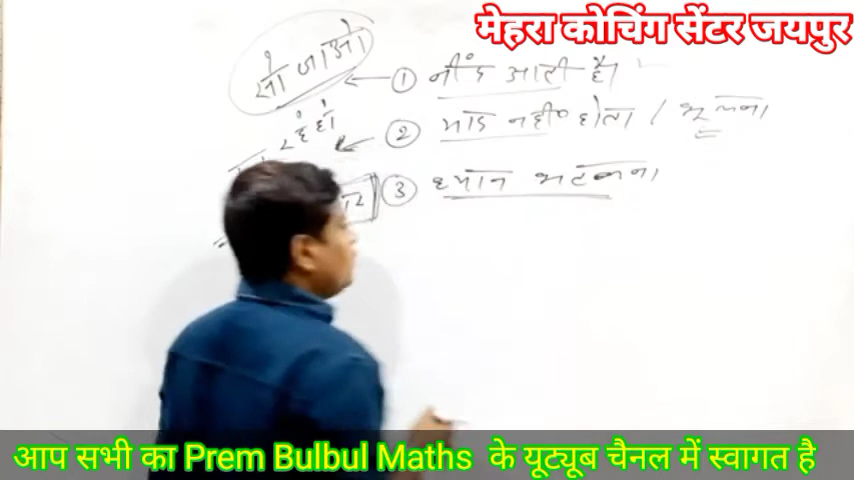 मेहरा कोचिंग सेंटर जयपुर
सो जाओ
① नींद आती है।
② याद नहीं होता / भूलना
③ ध्यान भटकना
आप सभी का Prem Bulbul Maths के यूट्यूब चैनल में स्वागत है